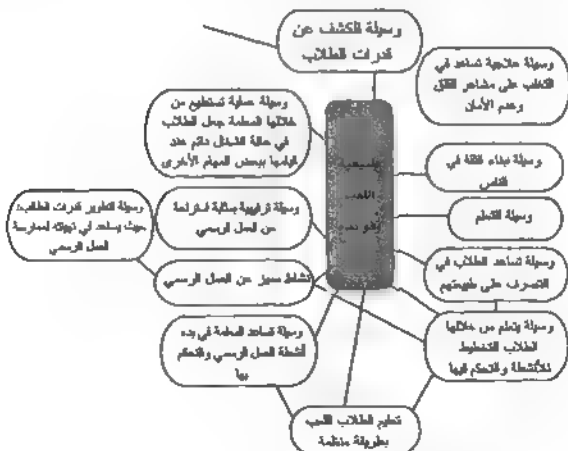 وسيلة للكشف عن
قدرات الطلاب
وسيلة علاجية تساعد في
التغلب على مشاعر القلق
وعدم الأمان
وسيلة عملية تستطيع من
خلالها المعلمة جعل الطلاب
في حالة انشغال دائم عند
قيامها ببعض المهام الأخرى
طبيعة
اللعب
وسيلة لبناء الثقة في
النفس
وسيلة ترفيهية بمثابة استراحة
من العمل الرسمي
وسيلة لتطوير قدرات الطالب،
حيث يساعد في تهيئته لممارسة
العمل الرسمي
وسيلة للتعلم
وسيلة تساعد الطلاب في
التصرف على طبيعتهم
نشاط مميز عن العمل الرسمي
وسيلة يتعلم من خلالها
الطلاب التخطيط
للأنشطة والتحكم فيها
وسيلة تساعد المعلمة في بدء
أنشطة العمل الرسمي والتحكم
بها
تعليم الطلاب اللعب
بطريقة منظمة